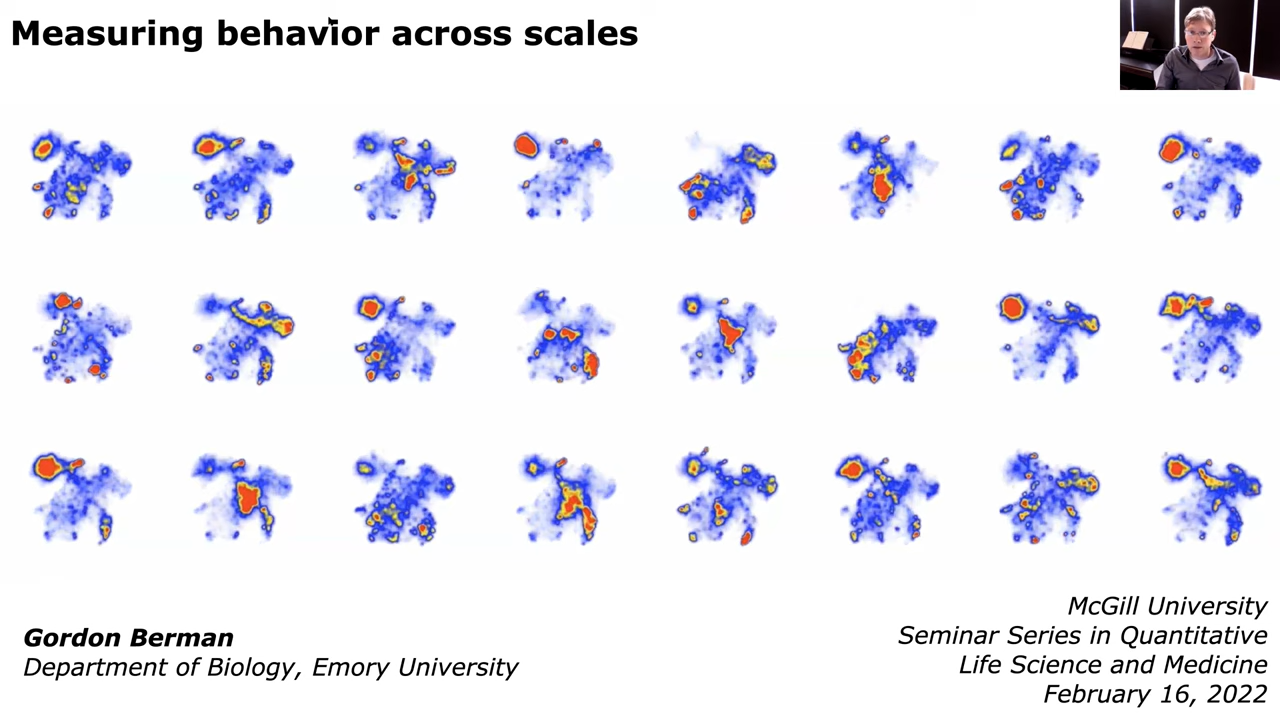 Measuring behavior across scales
Gordon Berman
Department of Biology, Emory University
McGill University
Seminar Series in Quantitative
Life Science and Medicine
February 16, 2022